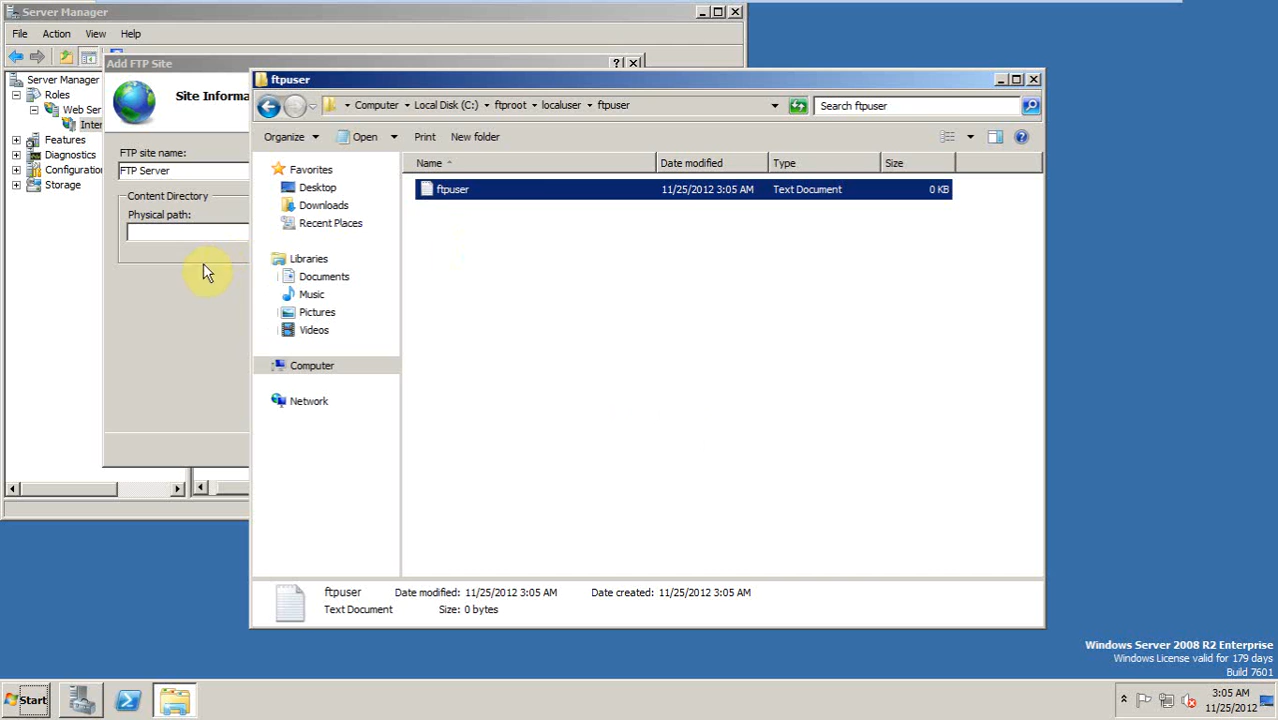 Server Manager
File Action View Help
Server Manager
Roles
Web Ser
Inter
Features
Diagnostics
Configuratio
Storage
Add FTP Site
?
Site Informa
FTP site name:
FTP Server
Content Directory
Physical path:
ftpuser
Computer Local Disk (C:) ftproot localuser ftpuser
Search ftpuser
Organize Open Print New folder
Favorites
Desktop
Downloads
Recent Places
Libraries
Documents
Music
Pictures
Videos
Computer
Network
Name Date modified Type Size
ftpuser 11/25/2012 3:05 AM Text Document 0 KB
ftpuser Date modified: 11/25/2012 3:05 AM Date created: 11/25/2012 3:05 AM
Text Document Size: 0 bytes
Windows Server 2008 R2 Enterprise
Windows License valid for 179 days
Build 7601
Start
3:05 AM
11/25/2012